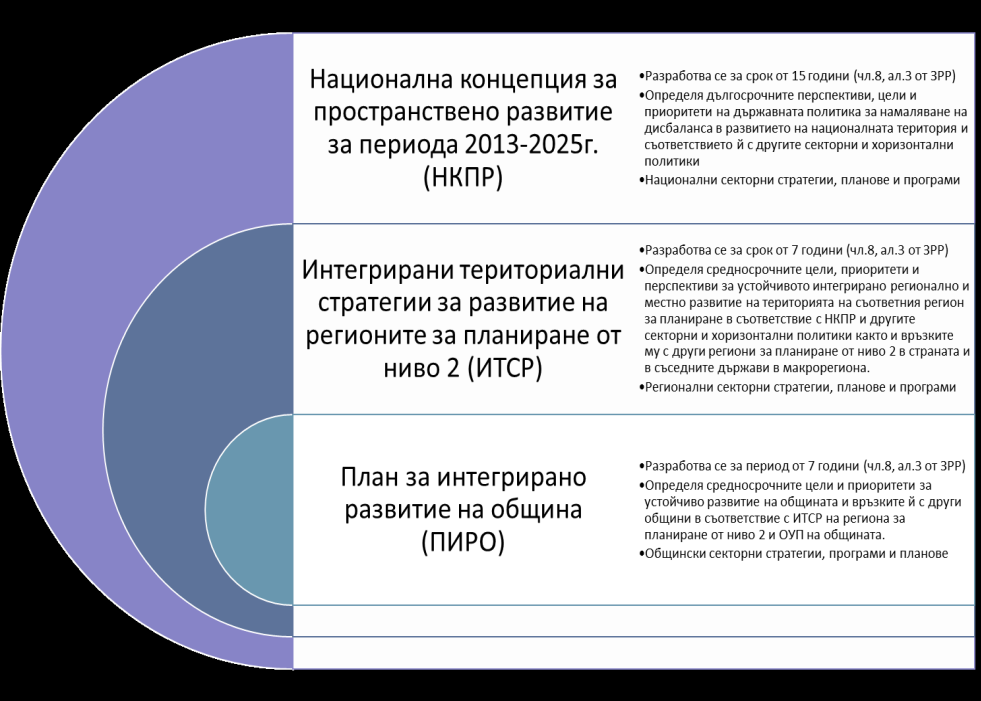 Национална концепция за
пространствено развитие
за периода 2013-2025г.
(НКПР)
•Разработва се за срок от 15 години (чл.8, ал.3 от ЗРР)
•Определя дългосрочните перспективи, цели и
приоритети на държавната политика за намаляване на
дисбаланса в развитието на националната територия и
съответствието й с другите секторни и хоризонтални
политики
•Национални секторни стратегии, планове и програми
Интегрирани териториални
стратегии за развитие на
регионите за планиране от
ниво 2 (ИТСР)
•Разработва се за срок от 7 години (чл.8, ал.3 от ЗРР)
•Определя средносрочните цели, приоритети и
перспективи за устойчивото интегрирано регионално и
местно развитие на територията на съответния регион
за планиране в съответствие с НКПР и другите
секторни и хоризонтални политики както и връзките
му с други региони за планиране от ниво 2 в страната и
в съседните държави в макрорегиона.
•Регионални секторни стратегии, планове и програми
План за интегрирано
развитие на община
(ПИРО)
•Разработва се за период от 7 години (чл.8, ал.3 от ЗРР)
•Определя средносрочните цели и приоритети за
устойчиво развитие на общината и връзките й с други
общини в съответствие с ИТСР на региона за
планиране от ниво 2 и ОУП на общината.
•Общински секторни стратегии, програми и планове